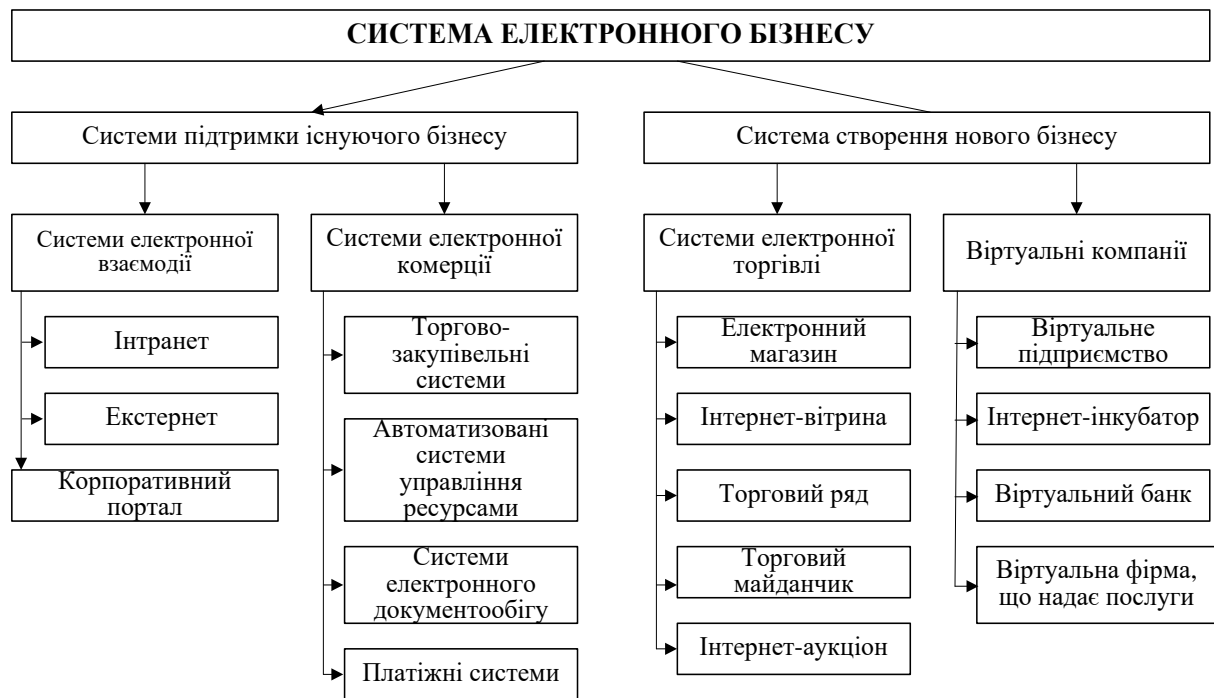 СИСТЕМА ЕЛЕКТРОННОГО БІЗНЕСУ
Системи підтримки існуючого бізнесу
Система створення нового бізнесу
Системи електронної
взаємодії
Системи електронної
комерції
Системи електронної
торгівлі
Віртуальні компанії
Інтранет
Екстернет
Корпоративний
портал
Торгово-
закупівельні
системи
Автоматизовані
системи
управління
ресурсами
Системи
електронного
документообігу
Платіжні системи
Електронний
магазин
Інтернет-вітрина
Торговий ряд
Торговий
майданчик
Інтернет-аукціон
Віртуальне
підприємство
Інтернет-інкубатор
Віртуальний банк
Віртуальна фірма,
що надає послуги